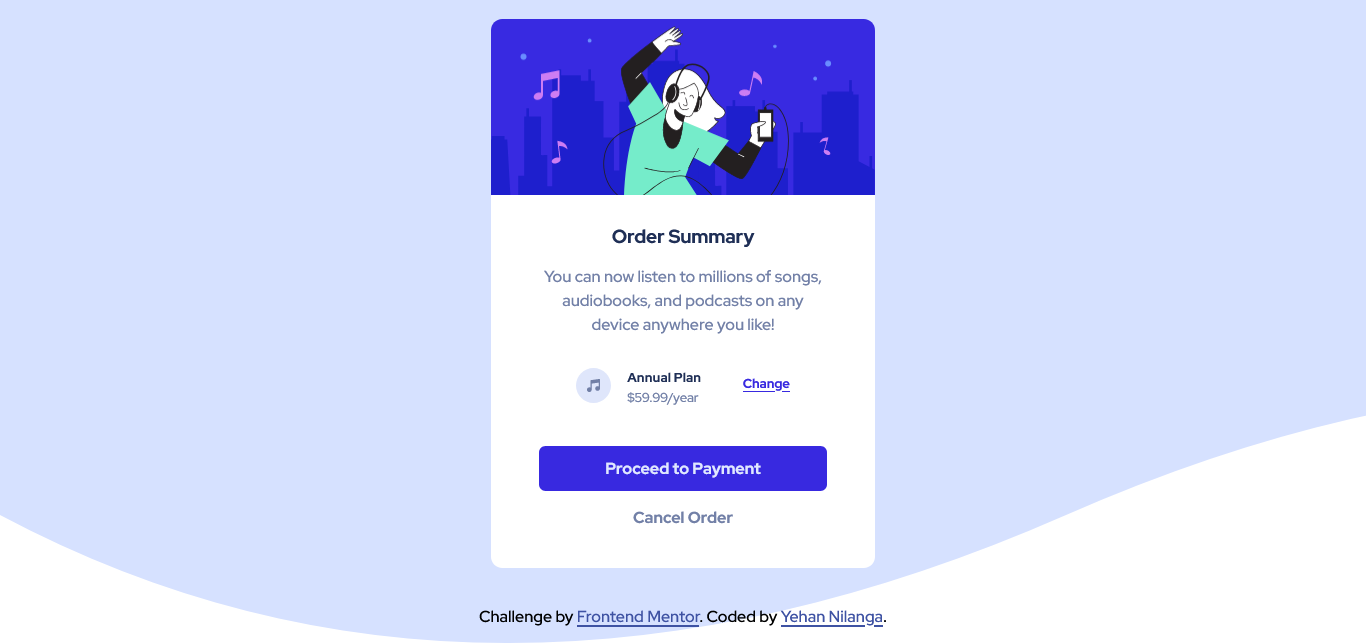 Order Summary
You can now listen to millions of songs,
audiobooks, and podcasts on any
device anywhere you like!
Annual Plan
$59.99/year
Change
Proceed to Payment
Cancel Order
Challenge by Frontend Mentor. Coded by Yehan Nilanga.